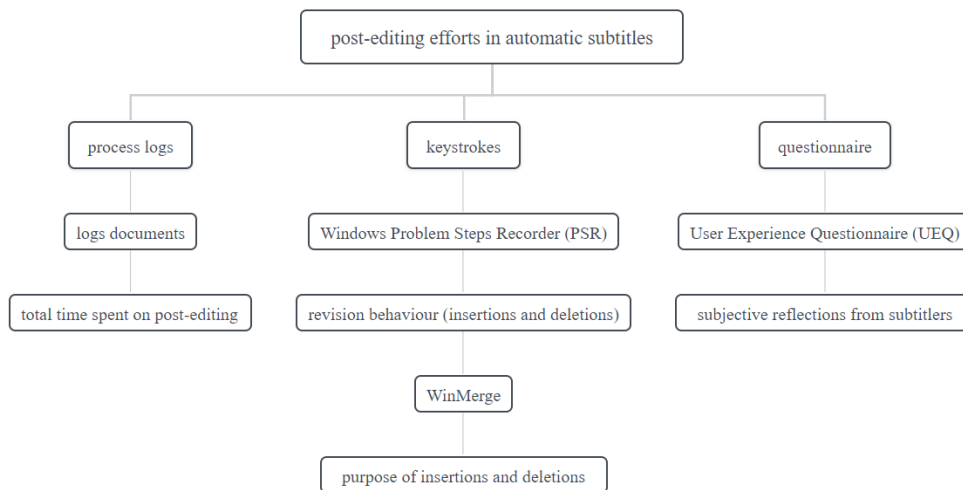 post-editing efforts in automatic subtitles
process logs
keystrokes
questionnaire
logs documents
Windows Problem Steps Recorder (PSR)
User Experience Questionnaire (UEQ)
total time spent on post-editing
revision behaviour (insertions and deletions)
subjective reflections from subtitlers
WinMerge
purpose of insertions and deletions